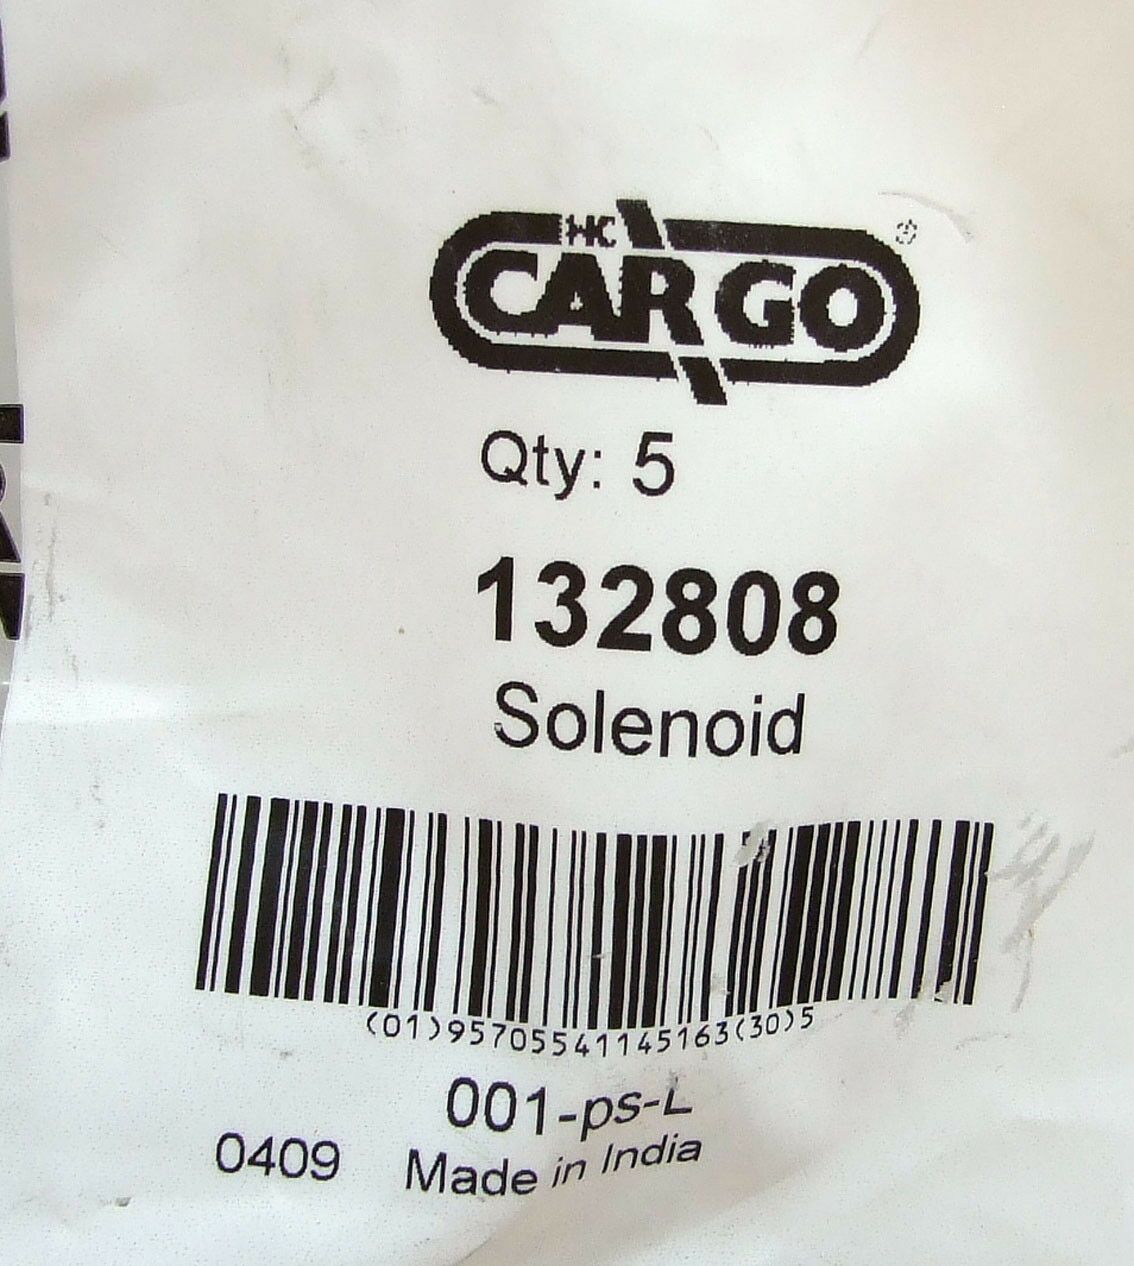 HC
CARGO®
Qty: 5
132808
Solenoid
(01)95705541145163(30)5
001-ps-L
0409 Made in India